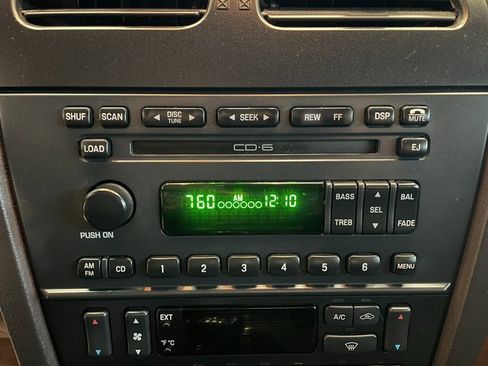 SHUF SCAN DISC TUNE SEEK REW FF DSP MUTE
LOAD CD·6 EJ
760 AM 12:10
BASS SEL BAL
TREB FADE
PUSH ON
AM FM CD 1 2 3 4 5 6 MENU
EXT A/C
°F °C